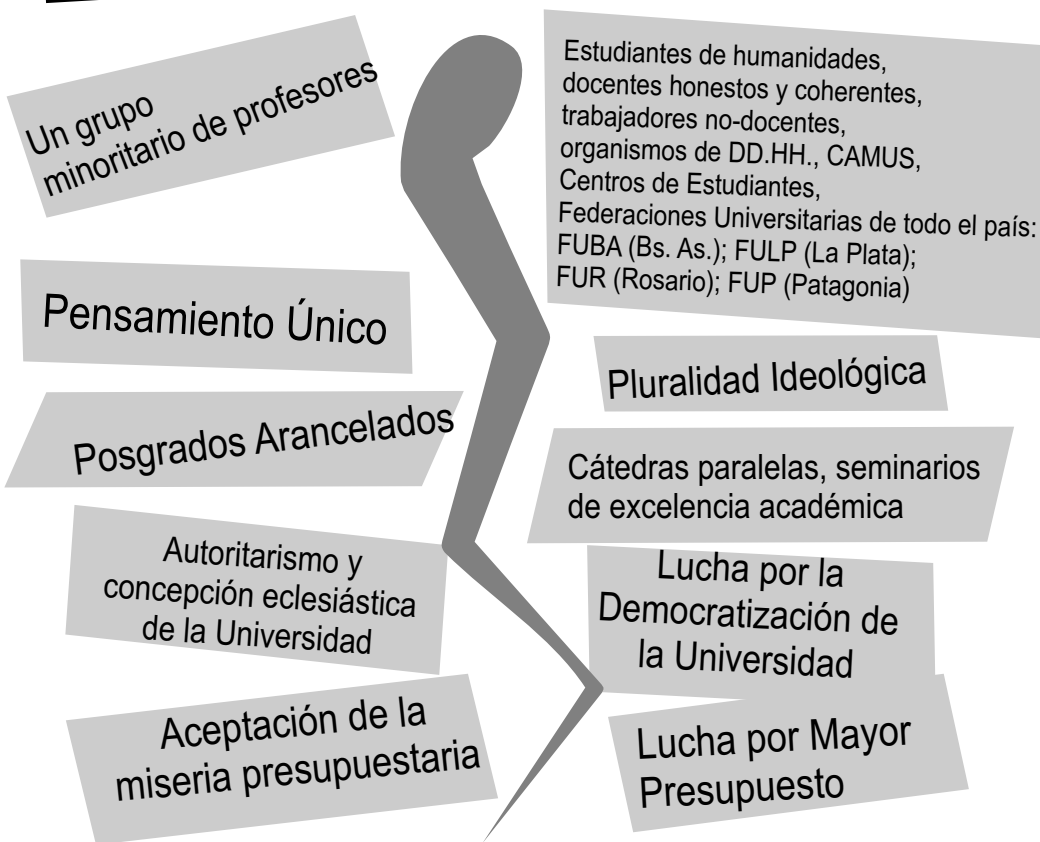 Un grupo
minoritario de profesores
Estudiantes de humanidades,
docentes honestos y coherentes,
trabajadores no-docentes,
organismos de DD.HH., CAMUS,
Centros de Estudiantes,
Federaciones Universitarias de todo el país:
FUBA (Bs. As.); FULP (La Plata);
FUR (Rosario); FUP (Patagonia)
Pensamiento Único
Pluralidad Ideológica
Posgrados Arancelados
Cátedras paralelas, seminarios
de excelencia académica
Autoritarismo y
concepción eclesiástica
de la Universidad
Lucha por la
Democratización de
la Universidad
Aceptación de la
miseria presupuestaria
Lucha por Mayor
Presupuesto